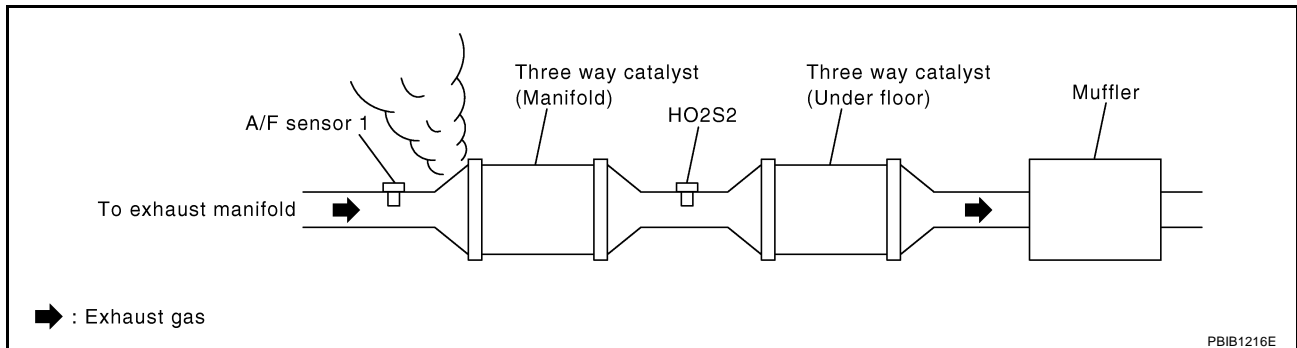 Three way catalyst
(Manifold)
Three way catalyst
(Under floor)
Muffler
A/F sensor 1
HO2S2
To exhaust manifold
: Exhaust gas
PBIB1216E